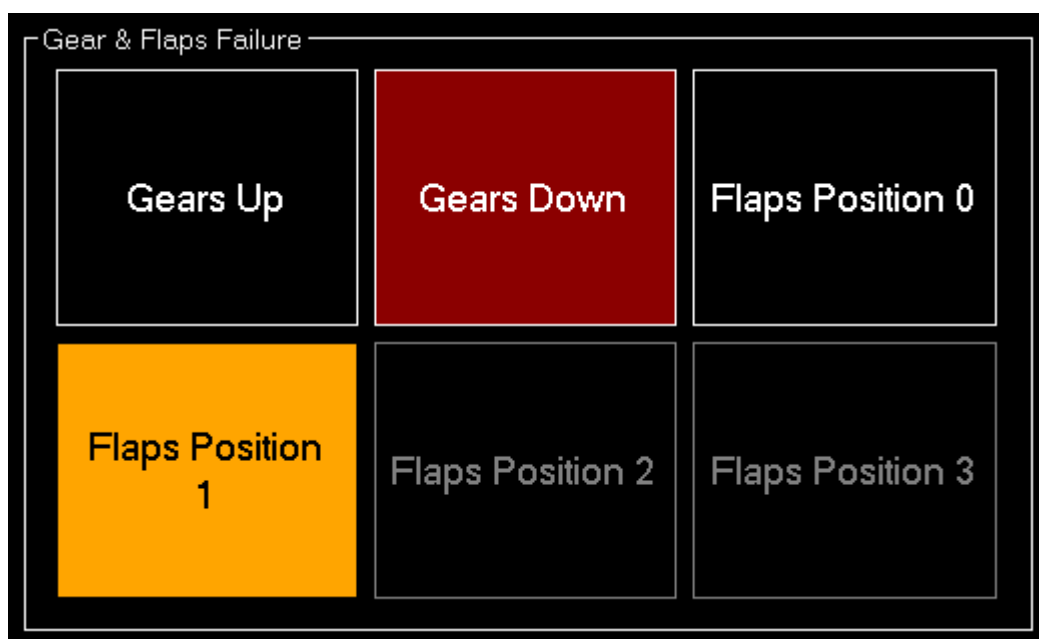 Gear & Flaps Failure
Gears Up
Gears Down
Flaps Position 0
Flaps Position
1
Flaps Position 2
Flaps Position 3